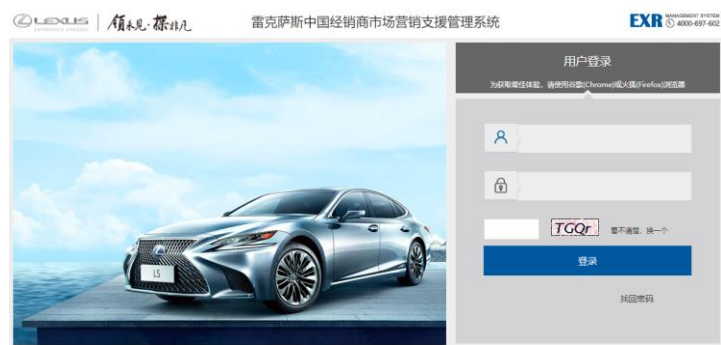 LEXUS
EXPERIENCE AMAZING
领未见·探非凡
雷克萨斯中国经销商市场营销支援管理系统
EXR MANAGEMENT SYSTEM
4000-697-602
用户登录
为获取最佳体验，请使用谷歌(Chrome)或火狐(Firefox)浏览器
TGQr
看不清楚，换一个
登录
找回密码
LS